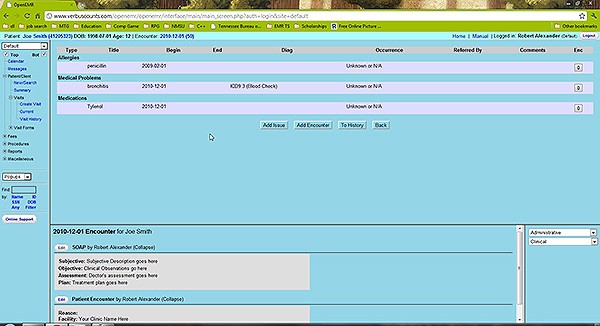 OpenEMR
www.verbuscounts.com/openemr/openemr/interface/main/main_screen.php?auth=login&site=default
all job search MTG Education Comp Game RPG NMSU C++ Tennessee Bureau o... EMR TS Scholarships Free Online Picture ... Other bookmarks
Patient: Joe Smith (41205323) DOB: 1998-07-01 Age: 12 | Encounter: 2010-12-01 (50) Home | Manual | Logged in: Robert Alexander (Default) Logout
Default
Top Bot
Calendar
Messages
Patient/Client
New/Search
Summary
Visits
Create Visit
Current
Visit History
Visit Forms
Fees
Procedures
Reports
Miscellaneous
Popups
Find:
by: Name ID
SSN DOB
Any Filter
Online Support
Type Title Begin End Diag Occurrence Referred By Comments Enc
Allergies
penicillin 2009-02-01 Unknown or N/A 0
Medical Problems
bronchitis 2010-12-01 ICD9.3 (Blood Check) Unknown or N/A 0
Medications
Tylenol 2010-12-01 Unknown or N/A 0
Add Issue Add Encounter To History Back
2010-12-01 Encounter for Joe Smith
Edit SOAP by Robert Alexander (Collapse)
Subjective: Subjective Description goes here
Objective: Clinical Observations go here
Assessment: Doctor's assessment goes here
Plan: Treatment plan goes here
Edit Patient Encounter by Robert Alexander (Collapse)
Reason:
Facility: Your Clinic Name Here
Administrative
Clinical